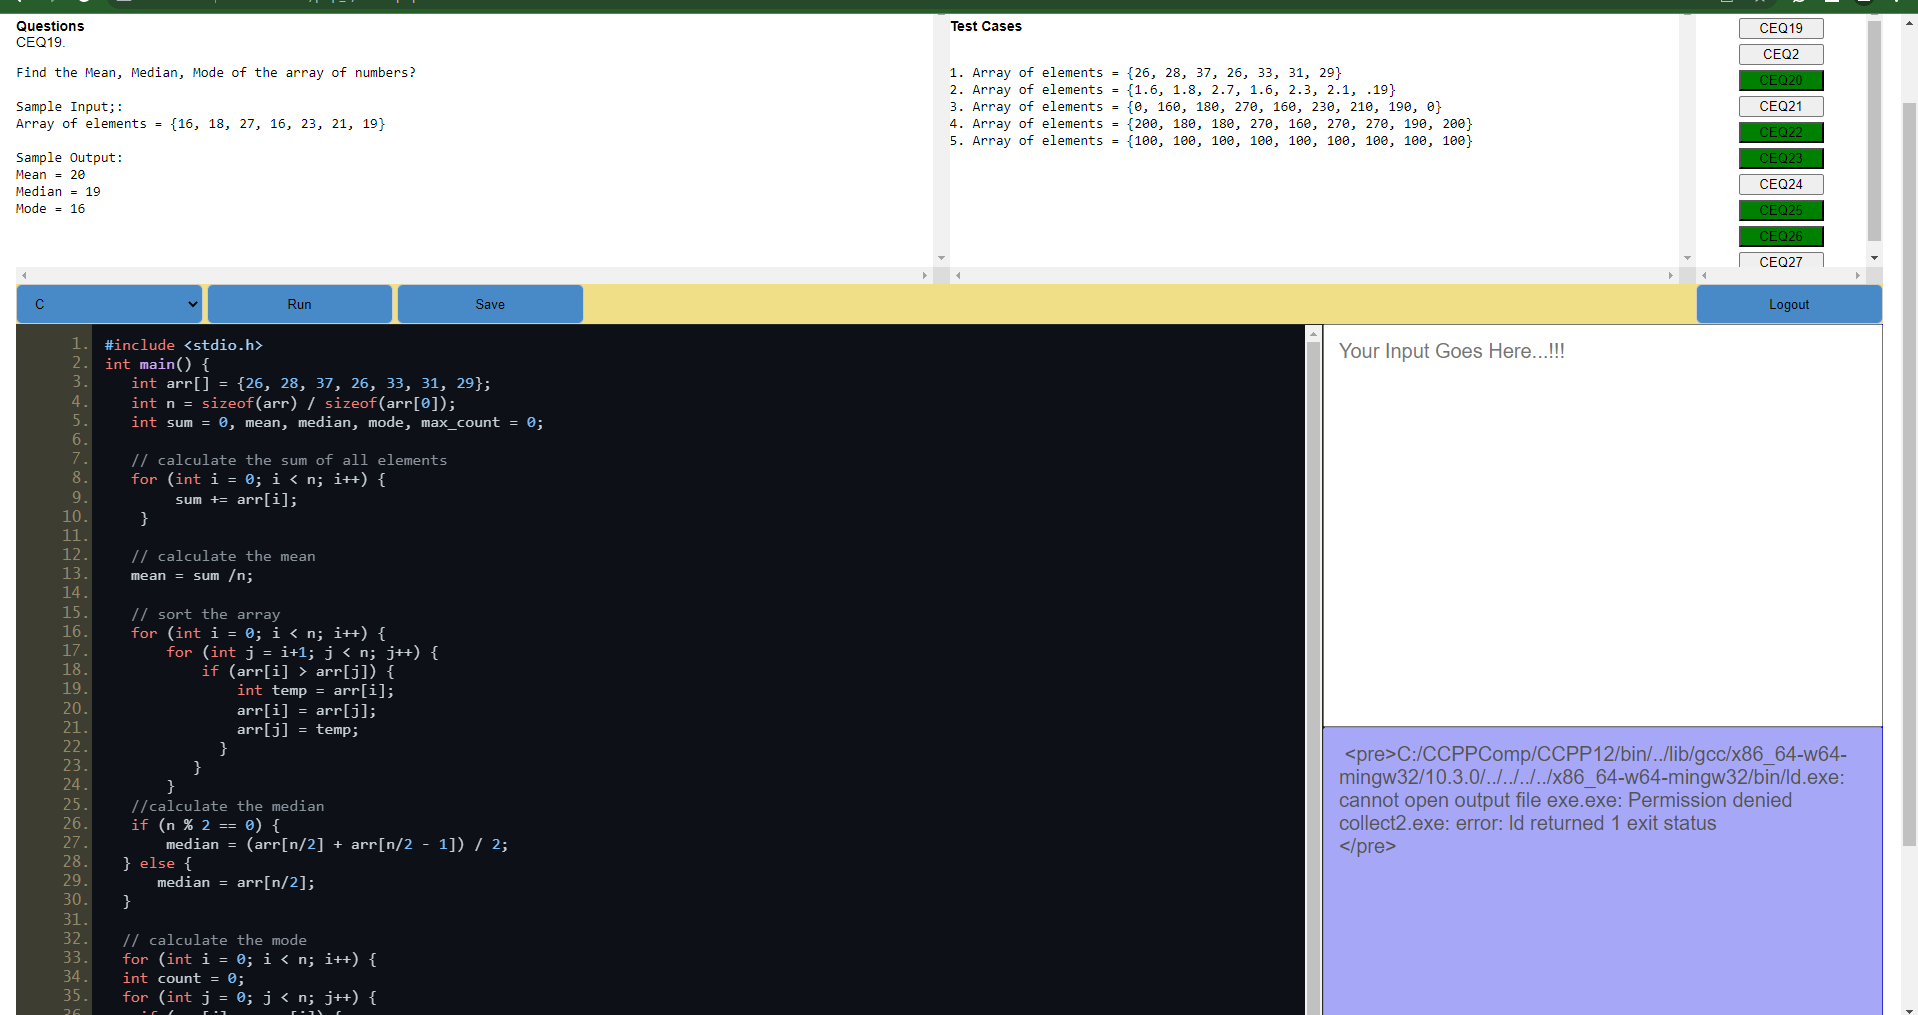 Questions
CEQ19.
Find the Mean, Median, Mode of the array of numbers?
Sample Input;:
Array of elements = {16, 18, 27, 16, 23, 21, 19}
Sample Output:
Mean = 20
Median = 19
Mode = 16
Test Cases
1. Array of elements = {26, 28, 37, 26, 33, 31, 29}
2. Array of elements = {1.6, 1.8, 2.7, 1.6, 2.3, 2.1, .19}
3. Array of elements = {0, 160, 180, 270, 160, 230, 210, 190, 0}
4. Array of elements = {200, 180, 180, 270, 160, 270, 270, 190, 200}
5. Array of elements = {100, 100, 100, 100, 100, 100, 100, 100, 100}
CEQ19
CEQ2
CEQ20
CEQ21
CEQ22
CEQ23
CEQ24
CEQ25
CEQ26
CEQ27
C Run Save Logout
1. #include <stdio.h>
2. int main() {
3. int arr[] = {26, 28, 37, 26, 33, 31, 29};
4. int n = sizeof(arr) / sizeof(arr[0]);
5. int sum = 0, mean, median, mode, max_count = 0;
6.
7. // calculate the sum of all elements
8. for (int i = 0; i < n; i++) {
9. sum += arr[i];
10. }
11.
12. // calculate the mean
13. mean = sum /n;
14.
15. // sort the array
16. for (int i = 0; i < n; i++) {
17. for (int j = i+1; j < n; j++) {
18. if (arr[i] > arr[j]) {
19. int temp = arr[i];
20. arr[i] = arr[j];
21. arr[j] = temp;
22. }
23. }
24. }
25. //calculate the median
26. if (n % 2 == 0) {
27. median = (arr[n/2] + arr[n/2 - 1]) / 2;
28. } else {
29. median = arr[n/2];
30. }
31.
32. // calculate the mode
33. for (int i = 0; i < n; i++) {
34. int count = 0;
35. for (int j = 0; j < n; j++) {
Your Input Goes Here...!!!
<pre>C:/CCPPComp/CCPP12/bin/../lib/gcc/x86_64-w64-
mingw32/10.3.0/../../../../x86_64-w64-mingw32/bin/ld.exe:
cannot open output file exe.exe: Permission denied
collect2.exe: error: ld returned 1 exit status
</pre>